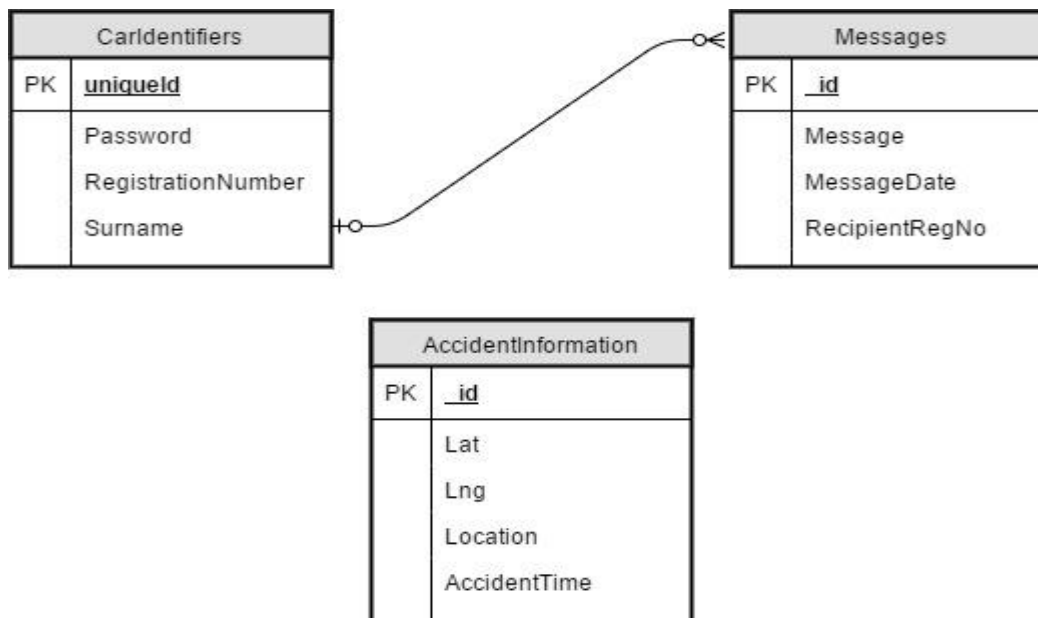 CarIdentifiers
PK uniqueId
Password
RegistrationNumber
Surname
Messages
PK _id
Message
MessageDate
RecipientRegNo
AccidentInformation
PK _id
Lat
Lng
Location
AccidentTime